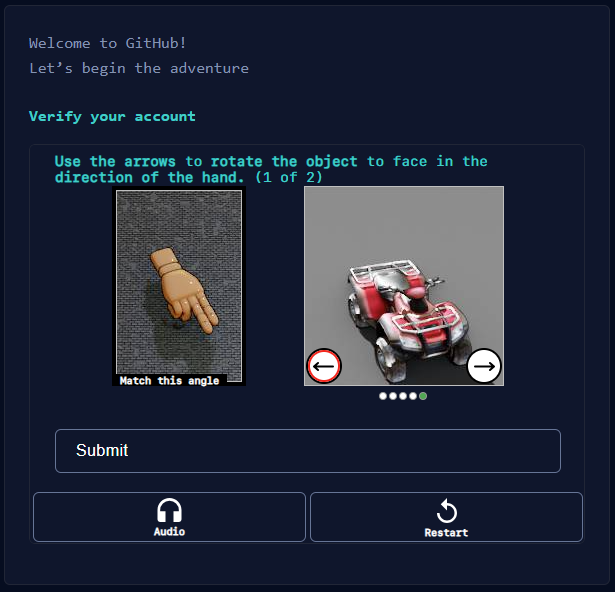 Welcome to GitHub!
Let’s begin the adventure
Verify your account
Use the arrows to rotate the object to face in the
direction of the hand. (1 of 2)
Match this angle
Submit
Audio
Restart